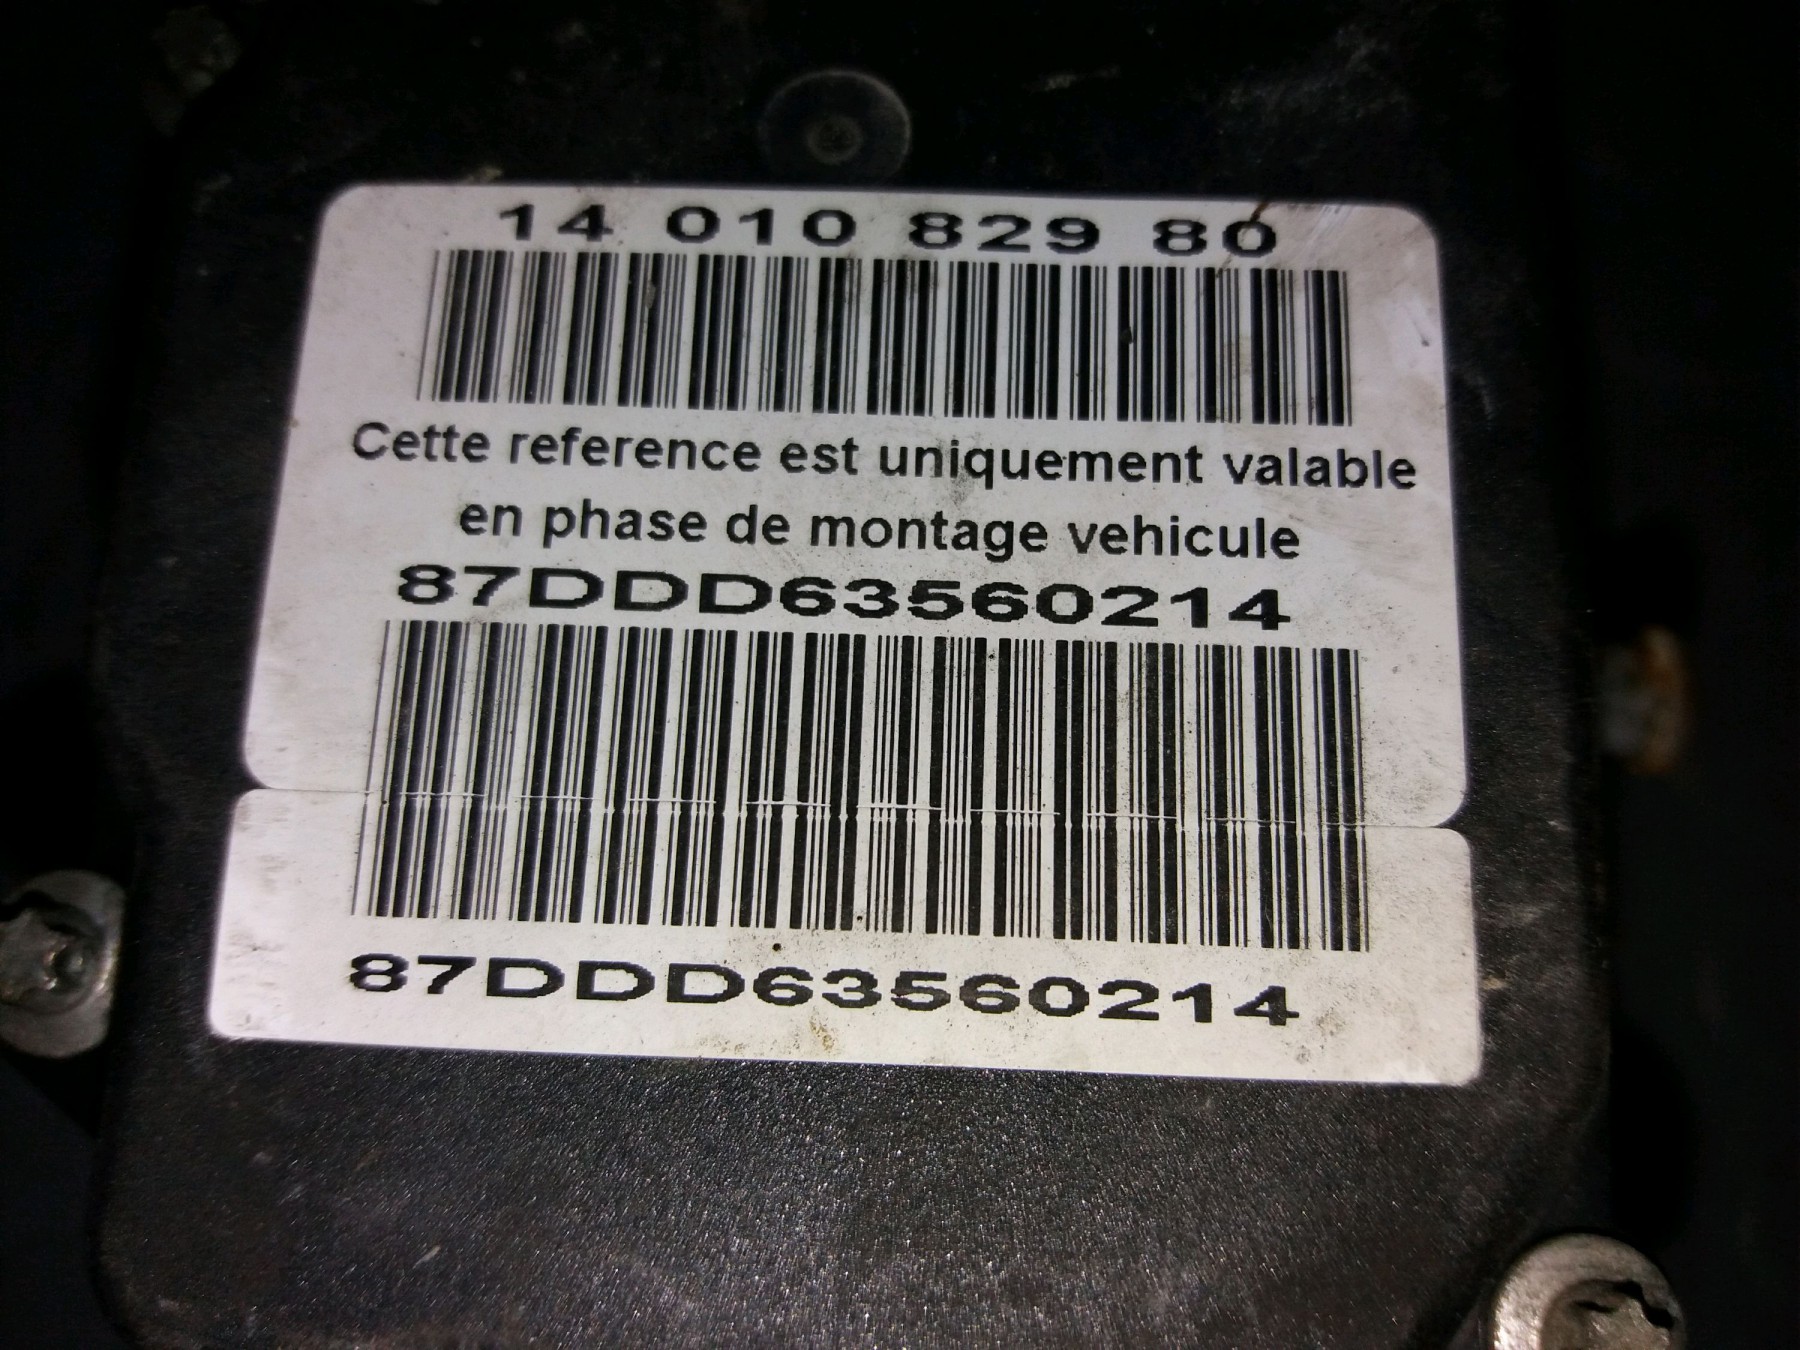 14 010 829 80
Cette reference est uniquement valable
en phase de montage vehicule
87DDD63560214
87DDD63560214